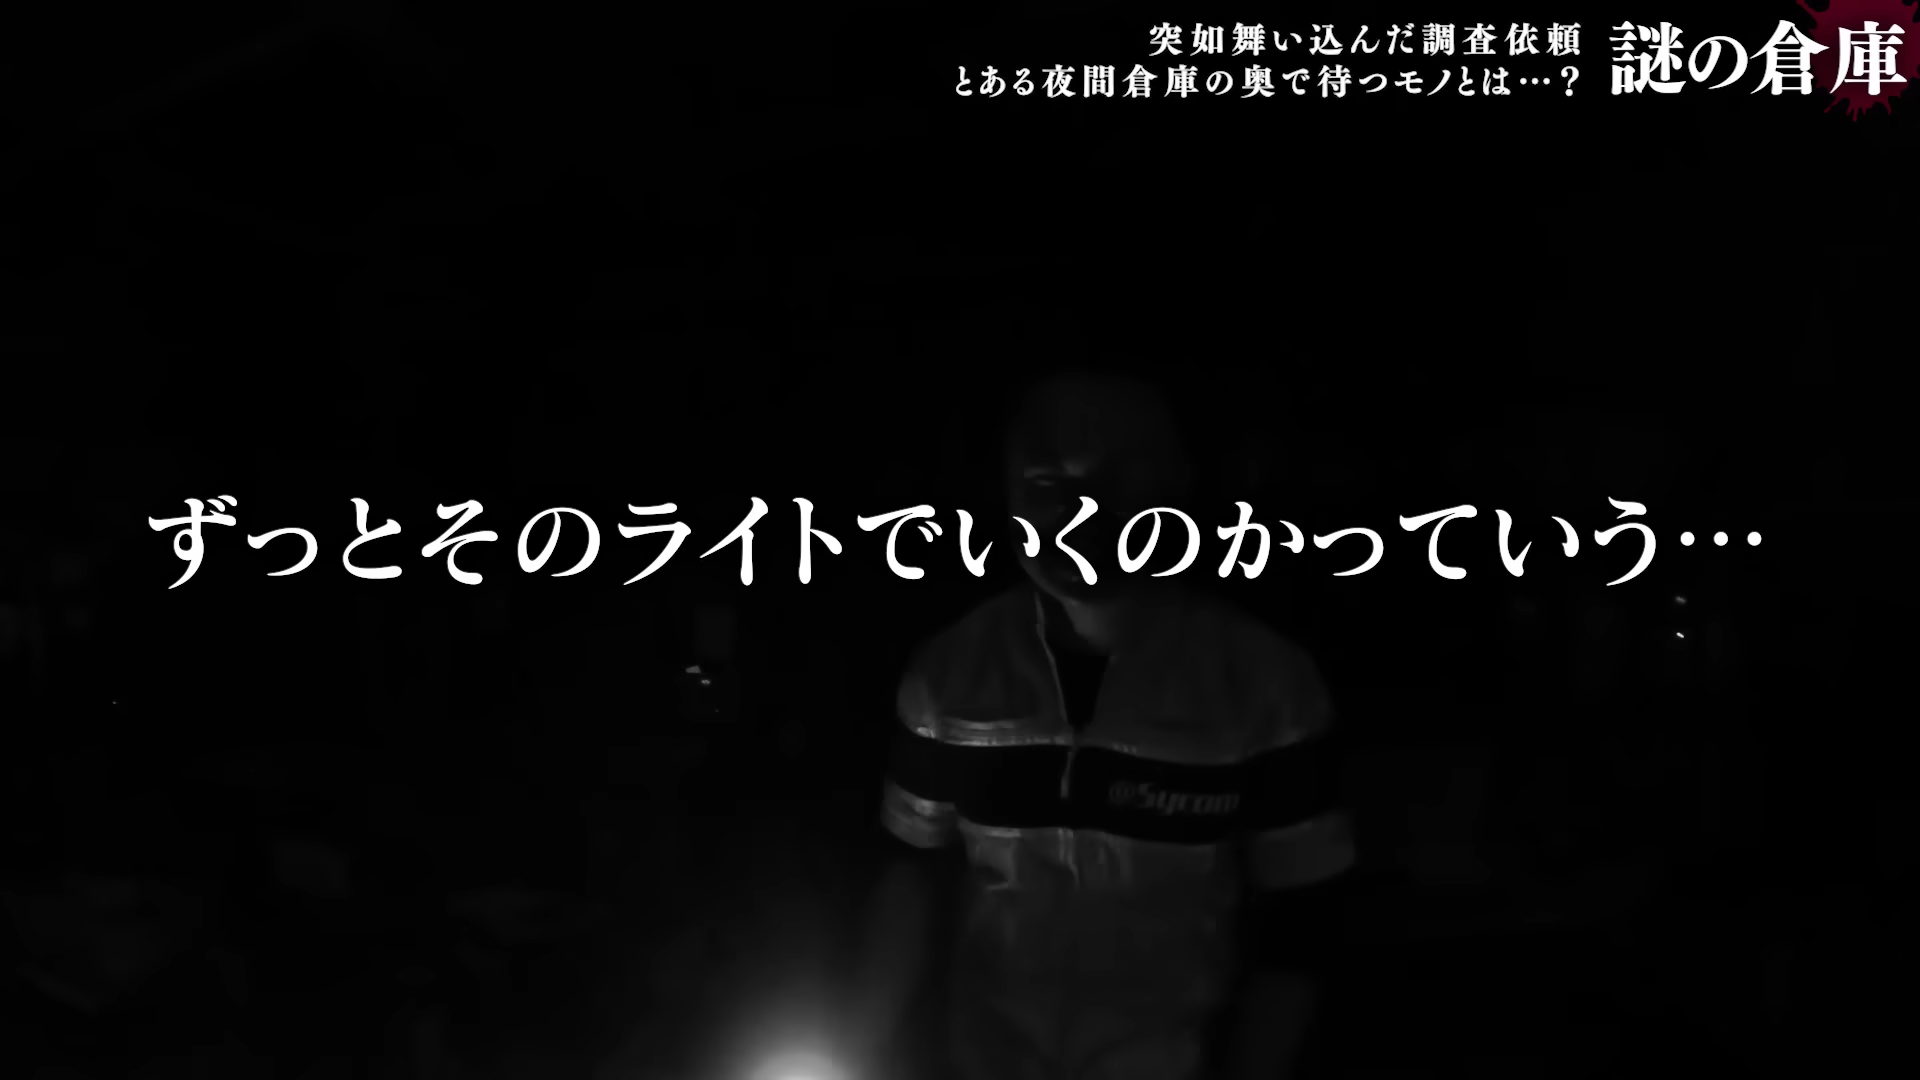 突如舞い込んだ調査依頼
とある夜間倉庫の奥で待つモノとは…？
謎の倉庫
ずっとそのライトでいくのかっていう…
@Sycom